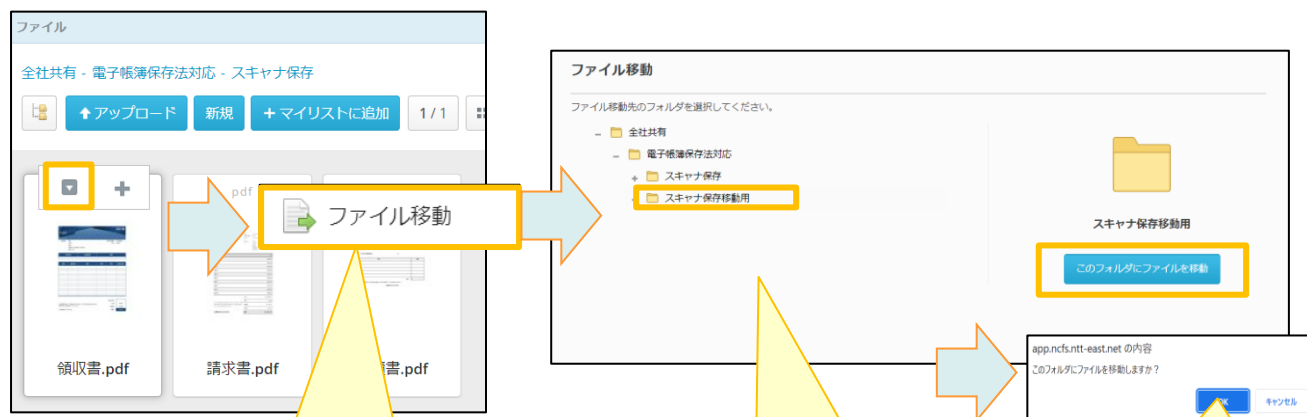 ファイル
全社共有 - 電子帳簿保存法対応 - スキャナ保存
アップロード 新規 + マイリストに追加 1 / 1
pdf
ファイル移動
領収書.pdf 請求書.pdf 書.pdf
ファイル移動
ファイル移動先のフォルダを選択してください。
全社共有
電子帳簿保存法対応
スキャナ保存
スキャナ保存移動用
スキャナ保存移動用
このフォルダにファイルを移動
app.ncfs.ntt-east.net の内容
このフォルダにファイルを移動しますか？
OK キャンセル